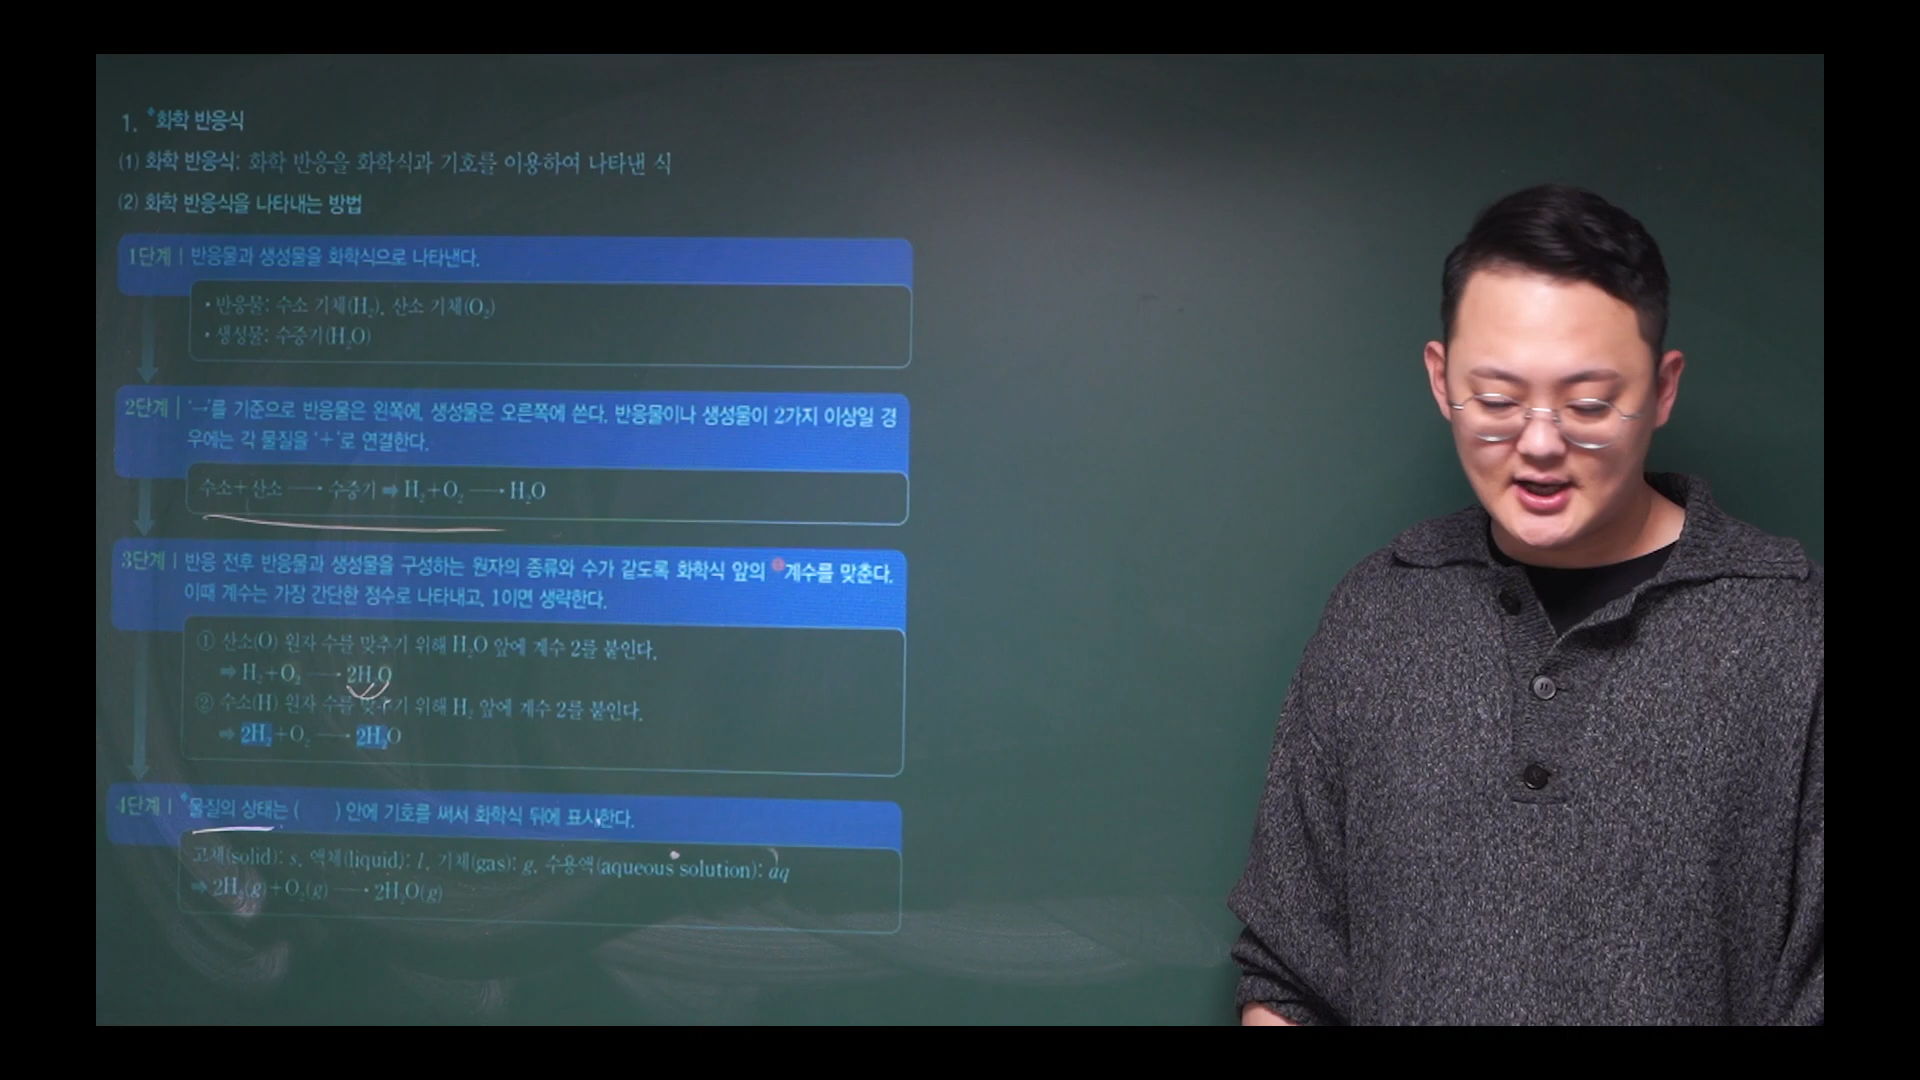 1. *화학 반응식
(1) 화학 반응식: 화학 반응을 화학식과 기호를 이용하여 나타낸 식
(2) 화학 반응식을 나타내는 방법
1단계 | 반응물과 생성물을 화학식으로 나타낸다.
• 반응물: 수소 기체(H₂), 산소 기체(O₂)
• 생성물: 수증기(H₂O)
2단계 | '→'를 기준으로 반응물은 왼쪽에, 생성물은 오른쪽에 쓴다. 반응물이나 생성물이 2가지 이상일 경
우에는 각 물질을 '+'로 연결한다.
수소+산소 ⟶ 수증기 ➡ H₂+O₂ ⟶ H₂O
3단계 | 반응 전후 반응물과 생성물을 구성하는 원자의 종류와 수가 같도록 화학식 앞의 계수를 맞춘다.
이때 계수는 가장 간단한 정수로 나타내고, 1이면 생략한다.
① 산소(O) 원자 수를 맞추기 위해 H₂O 앞에 계수 2를 붙인다.
➡ H₂+O₂ ⟶ 2H₂O
② 수소(H) 원자 수를 맞추기 위해 H₂ 앞에 계수 2를 붙인다.
➡ 2H₂+O₂ ⟶ 2H₂O
4단계 | *물질의 상태는 ( ) 안에 기호를 써서 화학식 뒤에 표시한다.
고체(solid): s, 액체(liquid): l, 기체(gas): g, 수용액(aqueous solution): aq
➡ 2H₂(g)+O₂(g) ⟶ 2H₂O(g)